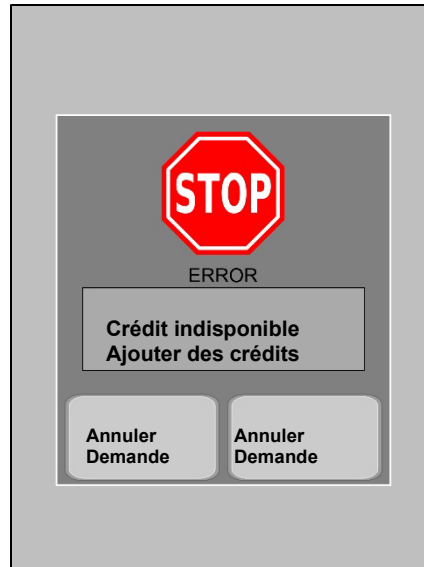 STOP
ERROR
Crédit indisponible
Ajouter des crédits
Annuler
Demande
Annuler
Demande